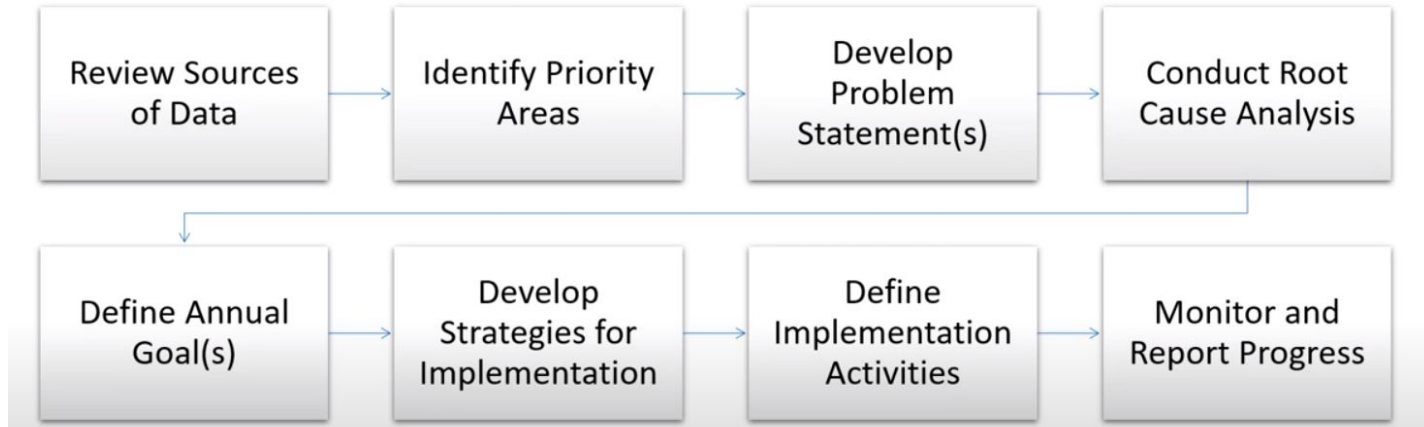 Review Sources
of Data
Identify Priority
Areas
Develop
Problem
Statement(s)
Conduct Root
Cause Analysis
Define Annual
Goal(s)
Develop
Strategies for
Implementation
Define
Implementation
Activities
Monitor and
Report Progress